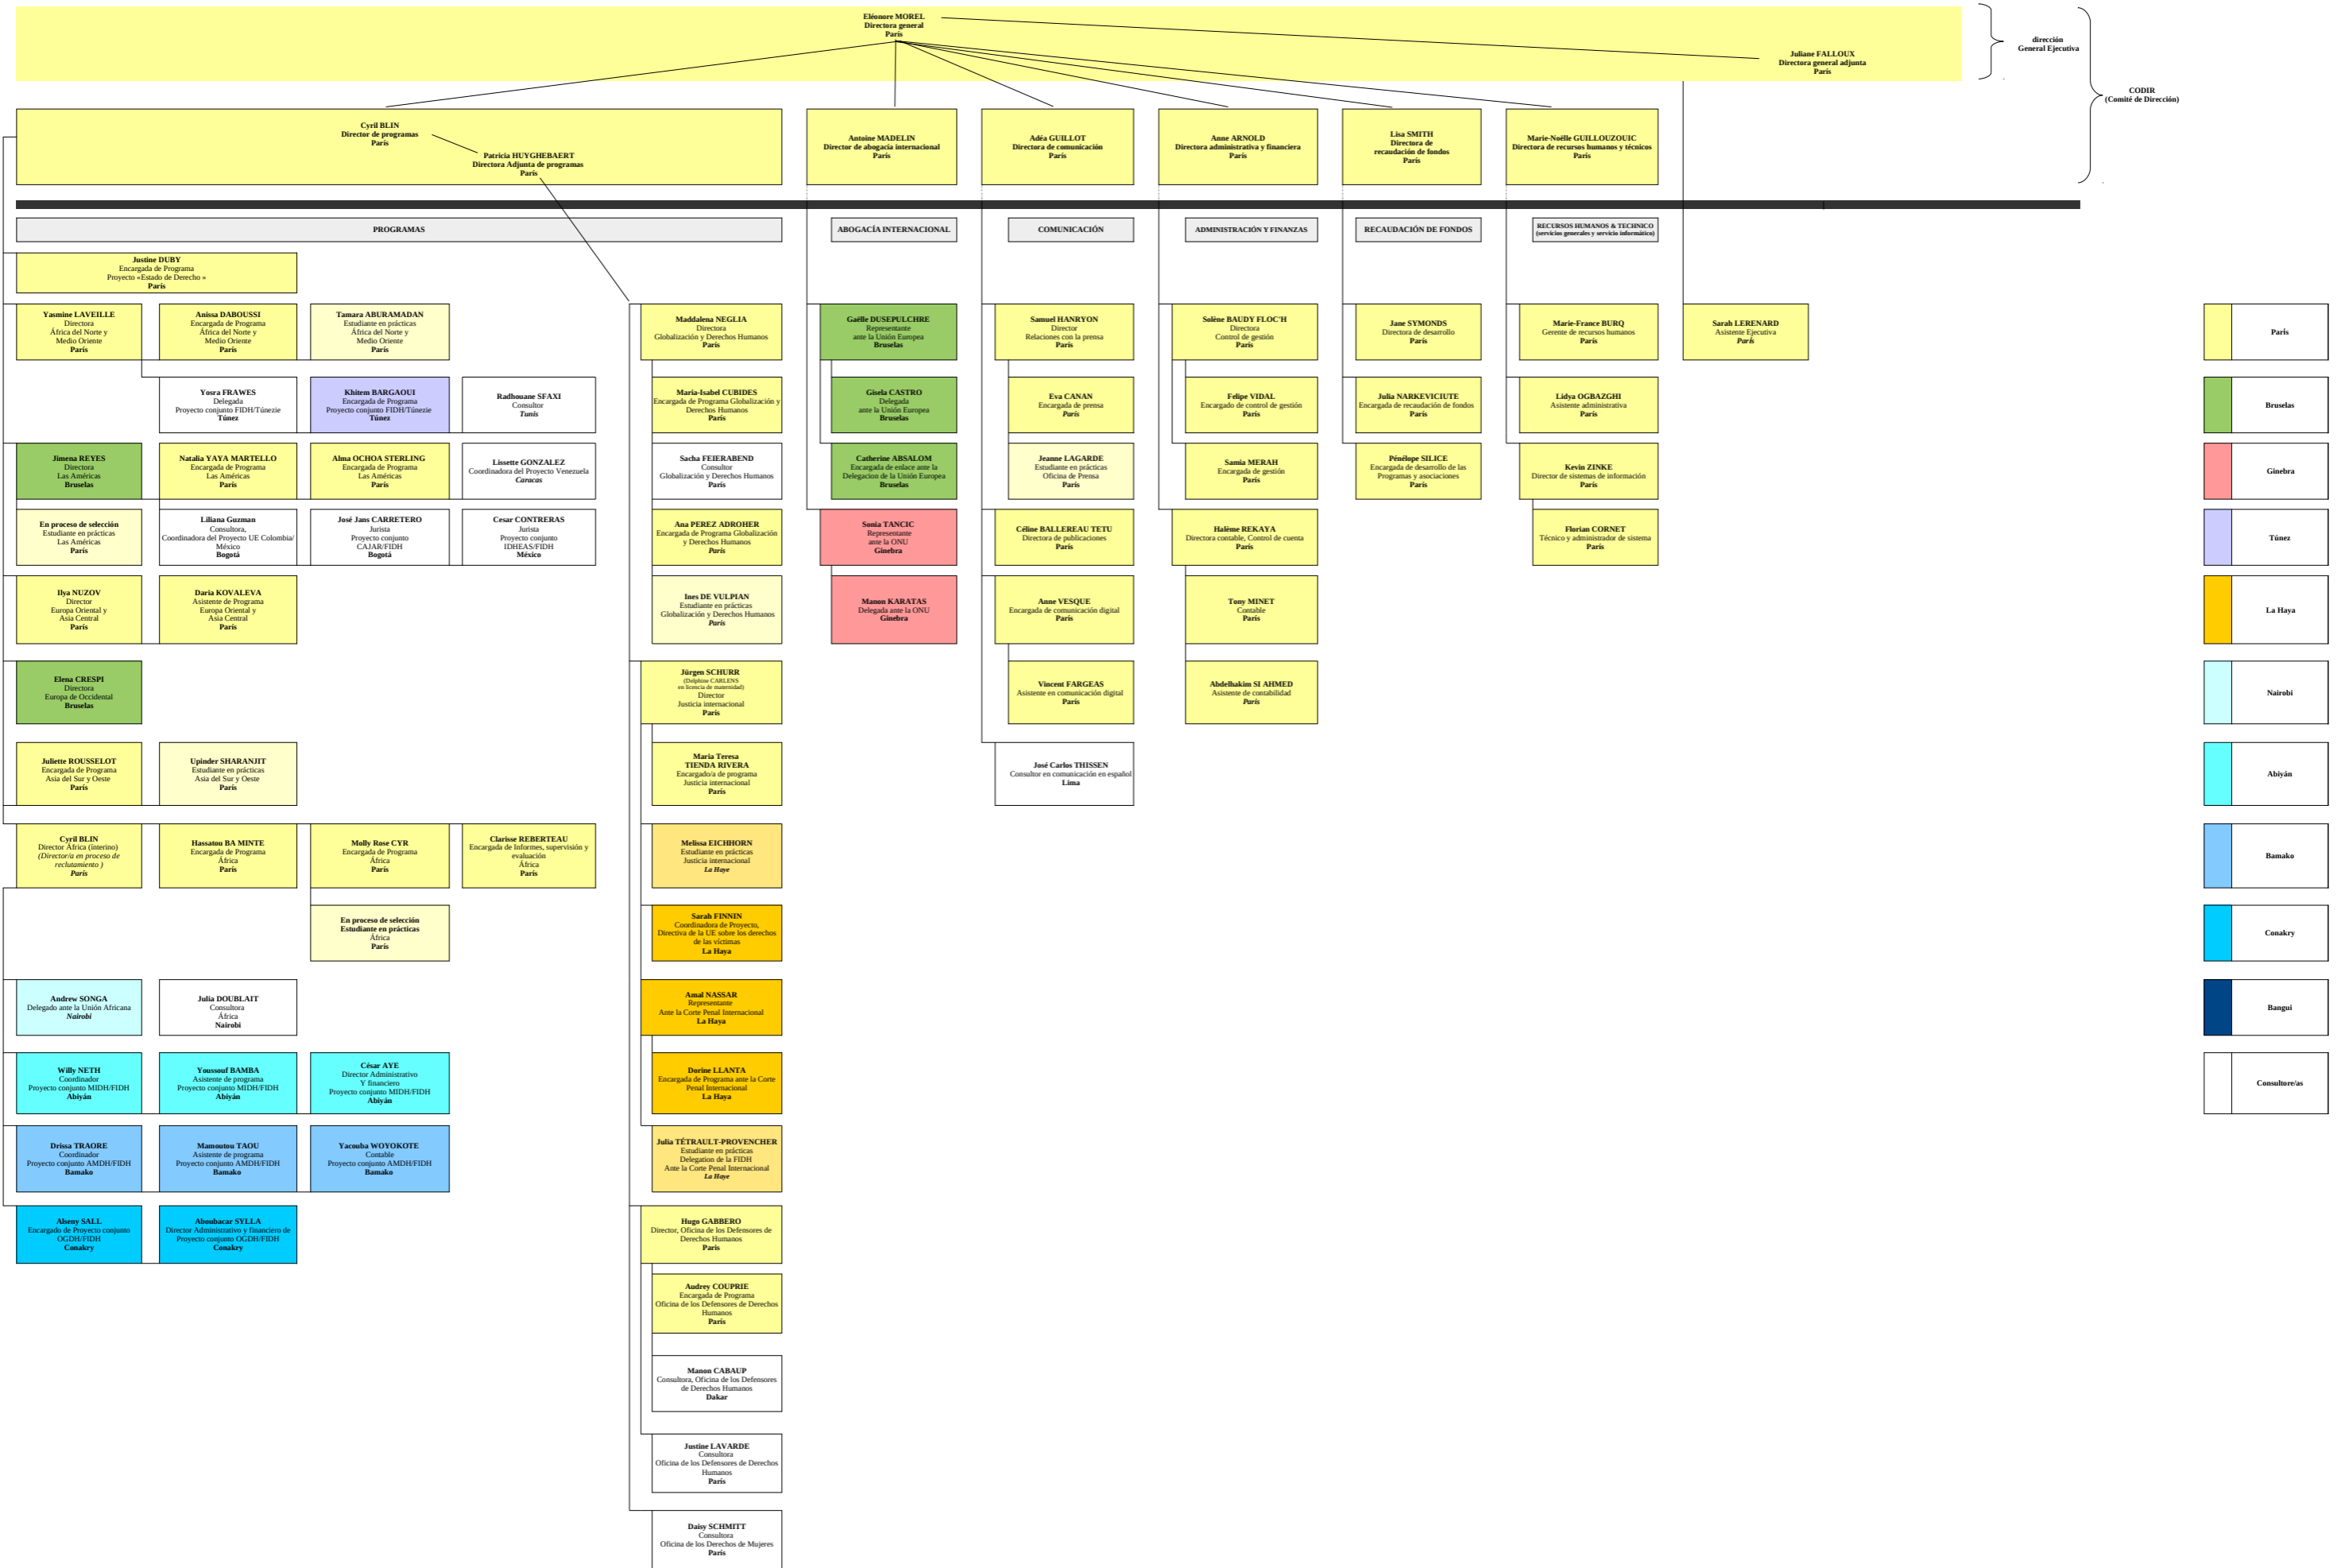 Eléonore MOREL
Directora general
París
Juliane FALLOUX
Directora general adjunta
París
dirección
General Ejecutiva
CODIR
(Comité de Dirección)
Cyril BLIN
Director de programas
París
Patricia HUYGHEBAERT
Directora Adjunta de programas
París
Antoine MADELIN
Director de abogacía internacional
París
Adéa GUILLOT
Directora de comunicación
París
Anne ARNOLD
Directora administrativa y financiera
París
Lisa SMITH
Directora de
recaudación de fondos
París
Marie-Noëlle GUILLOUZOUIC
Directora de recursos humanos y técnicos
París
PROGRAMAS
ABOGACÍA INTERNACIONAL
COMUNICACIÓN
ADMINISTRACIÓN Y FINANZAS
RECAUDACIÓN DE FONDOS
RECURSOS HUMANOS & TECHNICO
(servicios generales y servicio informático)
Justine DUBY
Encargada de Programa
Proyecto «Estado de Derecho »
París
Yasmine LAVEILLE
Directora
África del Norte y
Medio Oriente
París
Anissa DABOUSSI
Encargada de Programa
África del Norte y
Medio Oriente
París
Tamara ABURAMADAN
Estudiante en prácticas
África del Norte y
Medio Oriente
París
Maddalena NEGLIA
Directora
Globalización y Derechos Humanos
París
Gaëlle DUSEPULCHRE
Representante
ante la Unión Europea
Bruselas
Samuel HANRYON
Director
Relaciones con la prensa
París
Solène BAUDY FLOC'H
Directora
Control de gestión
París
Jane SYMONDS
Directora de desarrollo
París
Marie-France BURQ
Gerente de recursos humanos
París
Sarah LERENARD
Asistente Ejecutiva
París
París
Yosra FRAWES
Delegada
Proyecto conjunto FIDH/Túnezie
Túnez
Khitem BARGAOUI
Encargada de Programa
Proyecto conjunto FIDH/Túnezie
Túnez
Radhouane SFAXI
Consultor
Tunis
Maria-Isabel CUBIDES
Encargada de Programa Globalización y
Derechos Humanos
París
Gisela CASTRO
Delegada
ante la Unión Europea
Bruselas
Eva CANAN
Encargada de prensa
París
Felipe VIDAL
Encargado de control de gestión
París
Julia NARKEVICIUTE
Encargada de recaudación de fondos
París
Lidya OGBAZGHI
Asistente administrativa
París
Bruselas
Jimena REYES
Directora
Las Américas
Bruselas
Natalia YAYA MARTELLO
Encargada de Programa
Las Américas
París
Alma OCHOA STERLING
Encargada de Programa
Las Américas
París
Lissette GONZALEZ
Coordinadora del Proyecto Venezuela
Caracas
Sacha FEIERABEND
Consultor
Globalización y Derechos Humanos
París
Catherine ABSALOM
Encargada de enlace ante la
Delegacion de la Unión Europea
Bruselas
Jeanne LAGARDE
Estudiante en prácticas
Oficina de Prensa
París
Samia MERAH
Encargada de gestión
París
Pénélope SILICE
Encargada de desarrollo de las
Programas y asociaciones
París
Kevin ZINKE
Director de sistemas de información
París
Ginebra
En proceso de selección
Estudiante en prácticas
Las Américas
París
Liliana Guzman
Consultora,
Coordinadora del Proyecto UE Colombia/
México
Bogotá
José Jans CARRETERO
Jurista
Proyecto conjunto
CAJAR/FIDH
Bogotá
Cesar CONTRERAS
Jurista
Proyecto conjunto
IDHEAS/FIDH
México
Ana PEREZ ADROHER
Encargada de Programa Globalización
y Derechos Humanos
París
Sonia TANCIC
Representante
ante la ONU
Ginebra
Céline BALLEREAU TETU
Directora de publicaciones
París
Halème REKAYA
Directora contable, Control de cuenta
París
Florian CORNET
Técnico y administrador de sistema
París
Túnez
Ilya NUZOV
Director
Europa Oriental y
Asia Central
París
Daria KOVALEVA
Asistente de Programa
Europa Oriental y
Asia Central
París
Ines DE VULPIAN
Estudiante en prácticas
Globalización y Derechos Humanos
París
Manon KARATAS
Delegada ante la ONU
Ginebra
Anne VESQUE
Encargada de comunicación digital
París
Tony MINET
Contable
París
La Haya
Elena CRESPI
Directora
Europa de Occidental
Bruselas
Jürgen SCHURR
(Delphine CARLENS
en licencia de maternidad)
Director
Justicia internacional
París
Vincent FARGEAS
Asistente en comunicación digital
París
Abdelhakim SI AHMED
Asistente de contabilidad
París
Nairobi
Juliette ROUSSELOT
Encargada de Programa
Asia del Sur y Oeste
París
Upinder SHARANJIT
Estudiante en prácticas
Asia del Sur y Oeste
París
Maria Teresa
TIENDA RIVERA
Encargado/a de programa
Justicia internacional
París
José Carlos THISSEN
Consultor en comunicación en español
Lima
Abiyán
Cyril BLIN
Director África (interino)
(Director/a en proceso de
reclutamiento )
París
Hassatou BA MINTE
Encargada de Programa
África
París
Molly Rose CYR
Encargada de Programa
África
París
Clarisse REBERTEAU
Encargada de Informes, supervisión y
evaluación
África
París
Melissa EICHHORN
Estudiante en prácticas
Justicia internacional
La Haye
Bamako
En proceso de selección
Estudiante en prácticas
África
París
Sarah FINNIN
Coordinadora de Proyecto,
Directiva de la UE sobre los derechos
de las víctimas
La Haya
Conakry
Andrew SONGA
Delegado ante la Unión Africana
Nairobi
Julia DOUBLAIT
Consultora
África
Nairobi
Amal NASSAR
Representante
Ante la Corte Penal Internacional
La Haya
Bangui
Willy NETH
Coordinador
Proyecto conjunto MIDH/FIDH
Abiyán
Youssouf BAMBA
Asistente de programa
Proyecto conjunto MIDH/FIDH
Abiyán
César AYE
Director Administrativo
Y financiero
Proyecto conjunto MIDH/FIDH
Abiyán
Dorine LLANTA
Encargada de Programa ante la Corte
Penal Internacional
La Haya
Consultore/as
Drissa TRAORE
Coordinador
Proyecto conjunto AMDH/FIDH
Bamako
Mamoutou TAOU
Asistente de programa
Proyecto conjunto AMDH/FIDH
Bamako
Yacouba WOYOKOTE
Contable
Proyecto conjunto AMDH/FIDH
Bamako
Julia TÉTRAULT-PROVENCHER
Estudiante en prácticas
Delegation de la FIDH
Ante la Corte Penal Internacional
La Haye
Alseny SALL
Encargado de Proyecto conjunto
OGDH/FIDH
Conakry
Aboubacar SYLLA
Director Administrativo y financiero de
Proyecto conjunto OGDH/FIDH
Conakry
Hugo GABBERO
Director, Oficina de los Defensores de
Derechos Humanos
París
Audrey COUPRIE
Encargada de Programa
Oficina de los Defensores de Derechos
Humanos
París
Manon CABAUP
Consultora, Oficina de los Defensores
de Derechos Humanos
Dakar
Justine LAVARDE
Consultora
Oficina de los Defensores de Derechos
Humanos
París
Daisy SCHMITT
Consultora
Oficina de los Derechos de Mujeres
París